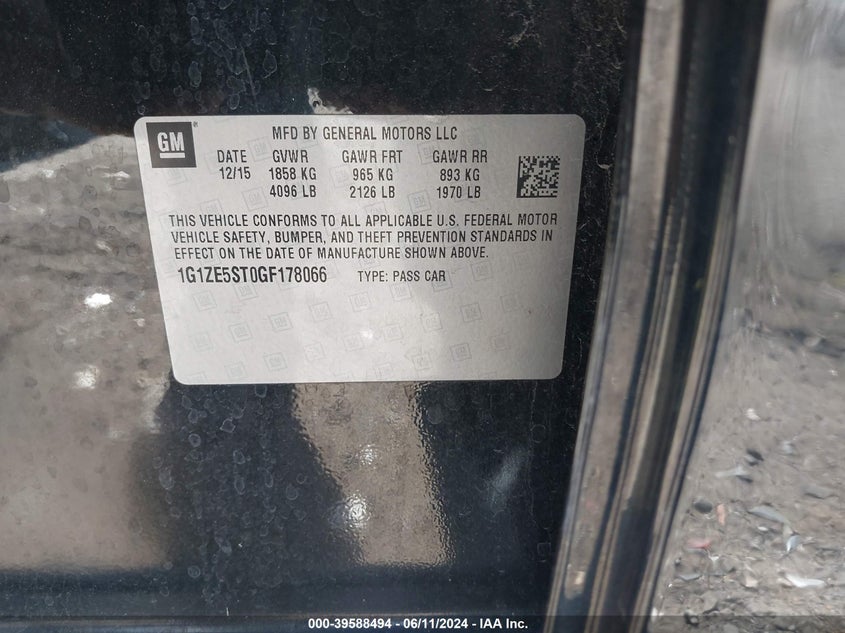 GM
MFD BY GENERAL MOTORS LLC
DATE GVWR GAWR FRT GAWR RR
12/15 1858 KG 965 KG 893 KG
4096 LB 2126 LB 1970 LB
THIS VEHICLE CONFORMS TO ALL APPLICABLE U.S. FEDERAL MOTOR
VEHICLE SAFETY, BUMPER, AND THEFT PREVENTION STANDARDS IN
EFFECT ON THE DATE OF MANUFACTURE SHOWN ABOVE.
1G1ZE5ST0GF178066 TYPE: PASS CAR
000-39588494 - 06/11/2024 - IAA Inc.